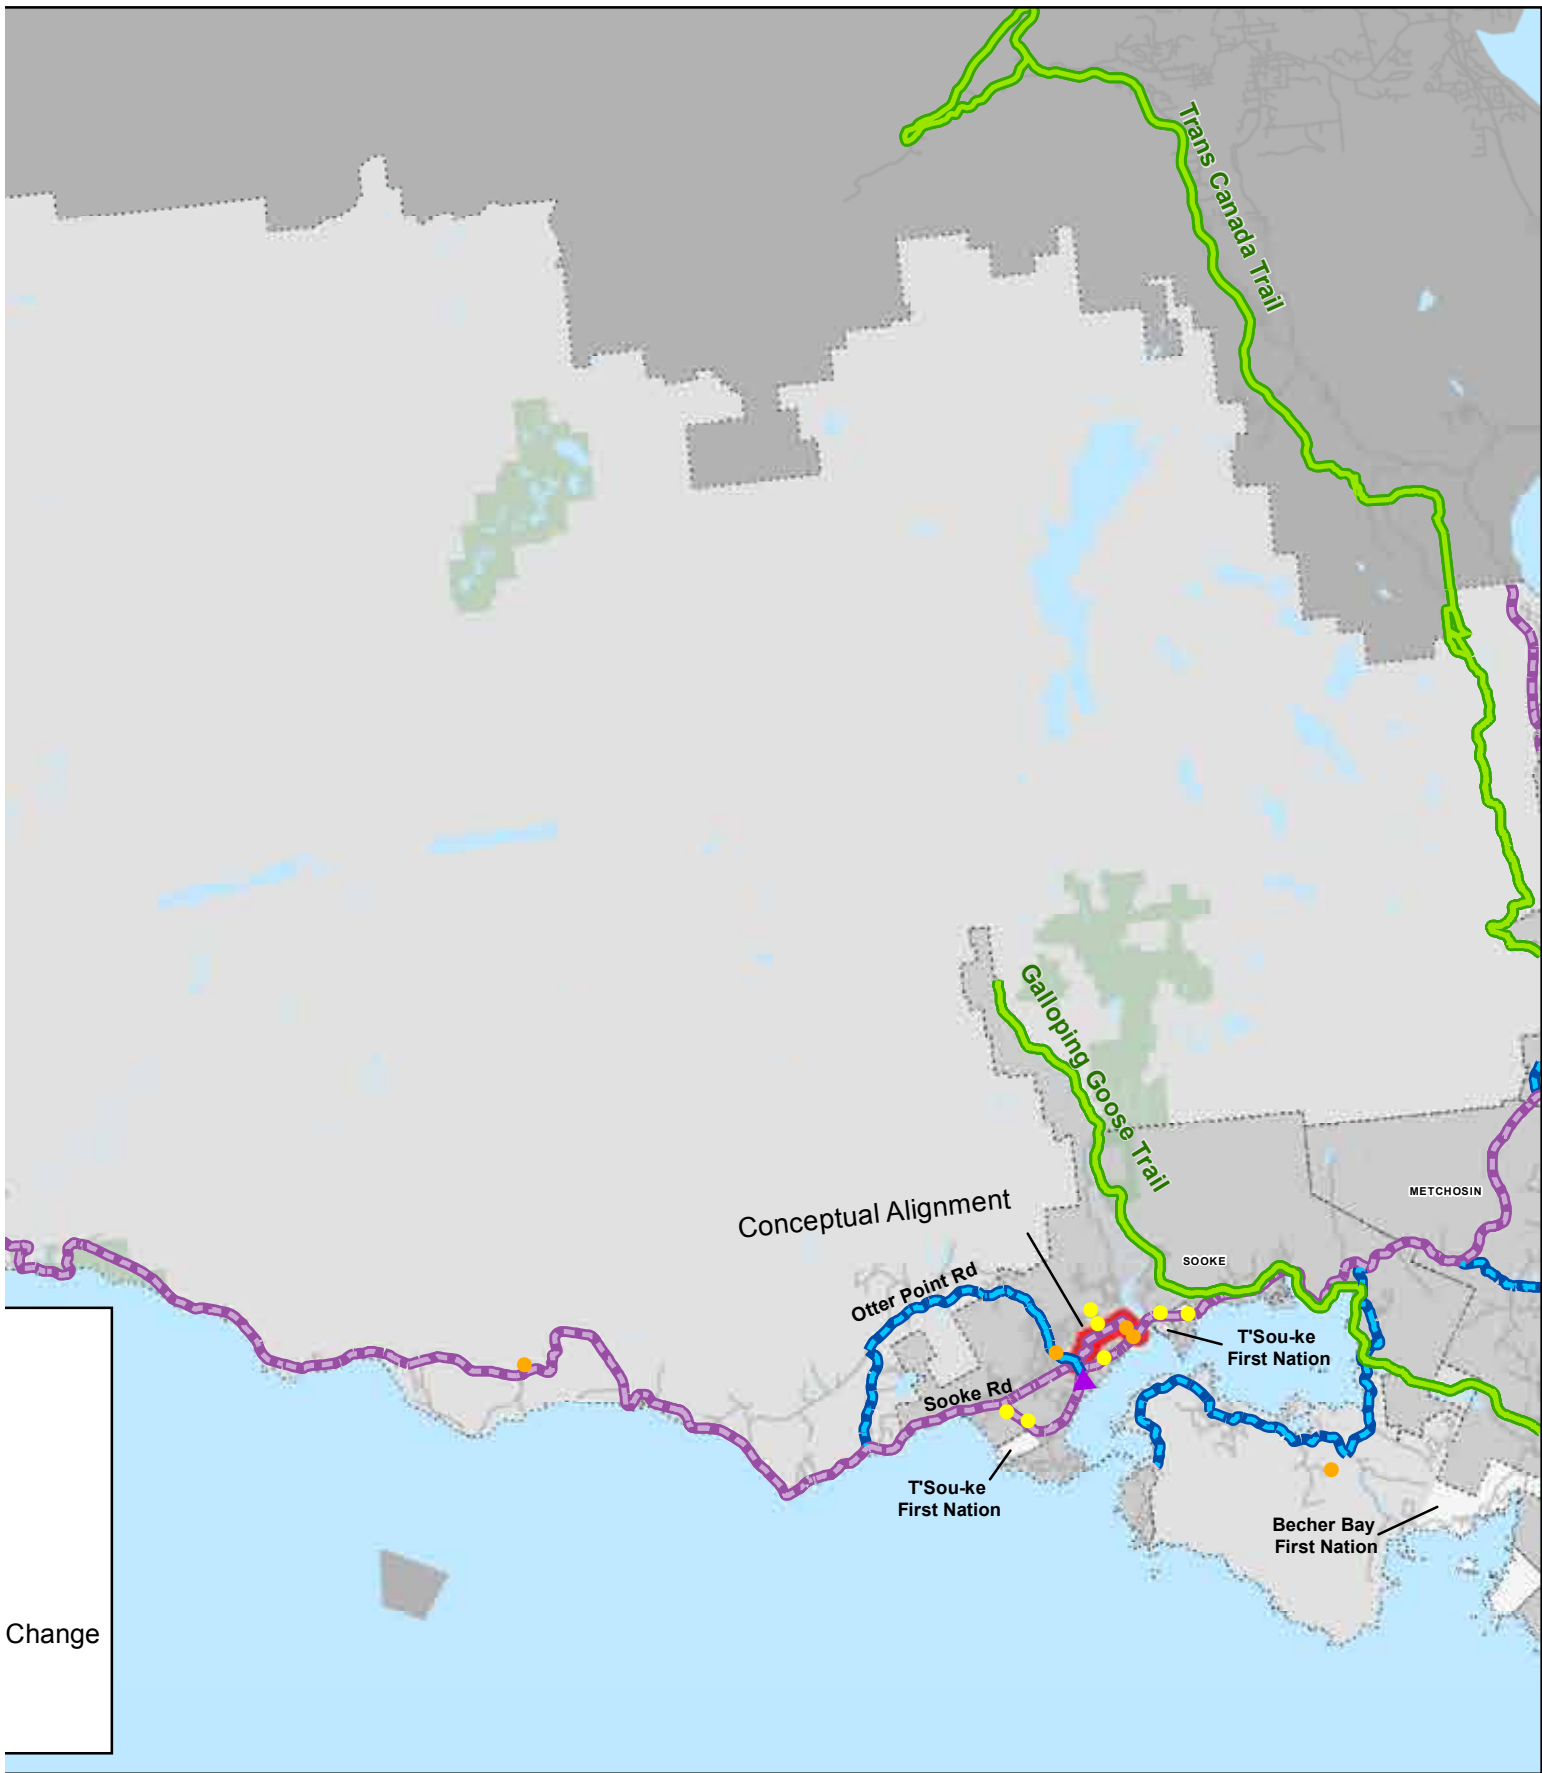 Trans Canada Trail
Galloping Goose Trail
METCHOSIN
Conceptual Alignment
SOOKE
Otter Point Rd
T'Sou-ke
First Nation
Sooke Rd
T'Sou-ke
First Nation
Becher Bay
First Nation
Change